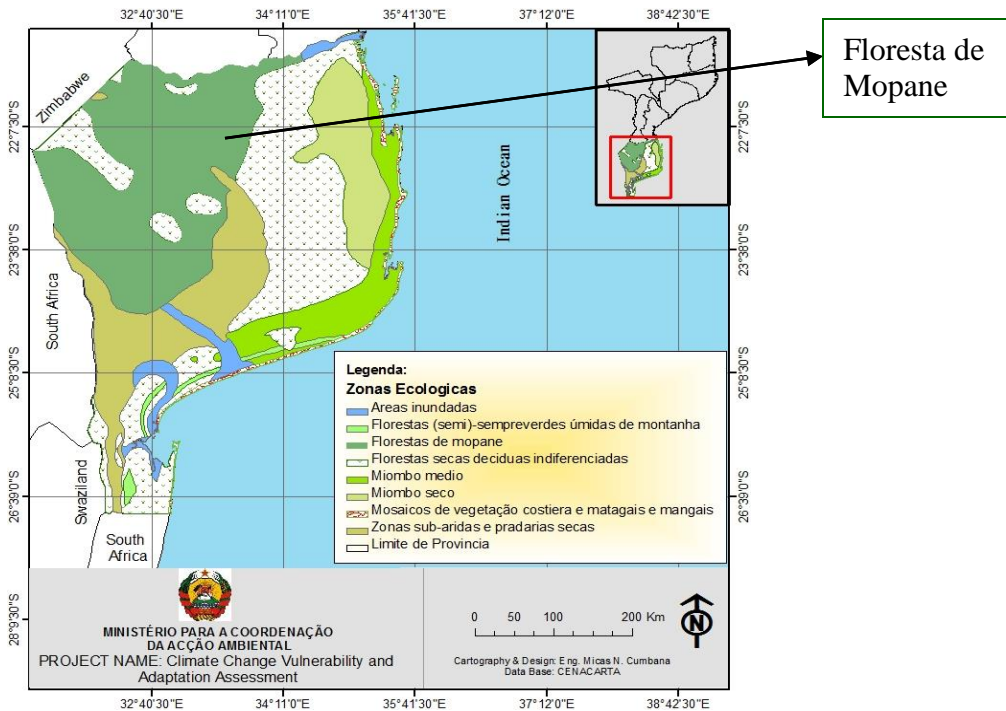 32°40'30"E 34°11'0"E 35°41'30"E 37°12'0"E 38°42'30"E
Floresta de
Mopane
Zimbabwe
22°7'30"S 22°7'30"S
Indian Ocean
23°38'0"S 23°38'0"S
South Africa
25°8'30"S 25°8'30"S
Legenda:
Zonas Ecologicas
Areas inundadas
Florestas (semi)-sempreverdes úmidas de montanha
Florestas de mopane
Florestas secas deciduas indiferenciadas
Miombo medio
Miombo seco
Mosaicos de vegetação costiera e matagais e mangais
Zonas sub-aridas e pradarias secas
Limite de Provincia
Swaziland
26°39'0"S 26°39'0"S
South
Africa
28°9'30"S 28°9'30"S
MINISTÉRIO PARA A COORDENAÇÃO
DA ACÇÃO AMBIENTAL
PROJECT NAME: Climate Change Vulnerability and
Adaptation Assessment
0 50 100 200 Km
N
Cartography & Design: Eng. Micas N. Cumbana
Data Base: CENACARTA
32°40'30"E 34°11'0"E 35°41'30"E 37°12'0"E 38°42'30"E